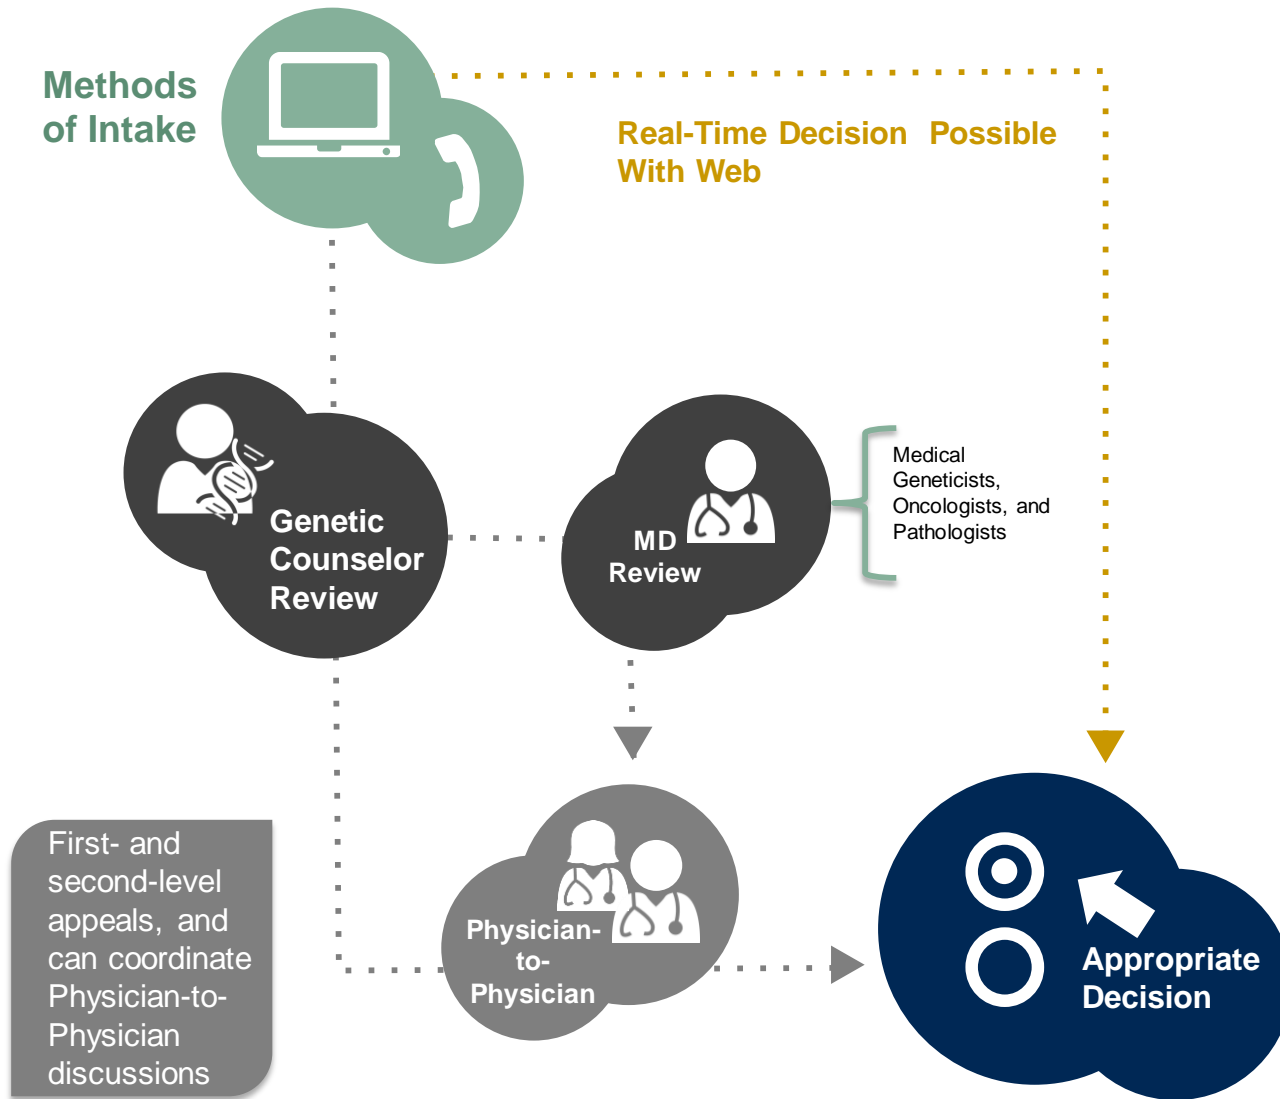 Methods
of Intake
Real-Time Decision Possible
With Web
Genetic
Counselor
Review
MD
Review
Medical
Geneticists,
Oncologists, and
Pathologists
First- and
second-level
appeals, and
can coordinate
Physician-to-
Physician
discussions
Physician-
to-
Physician
Appropriate
Decision